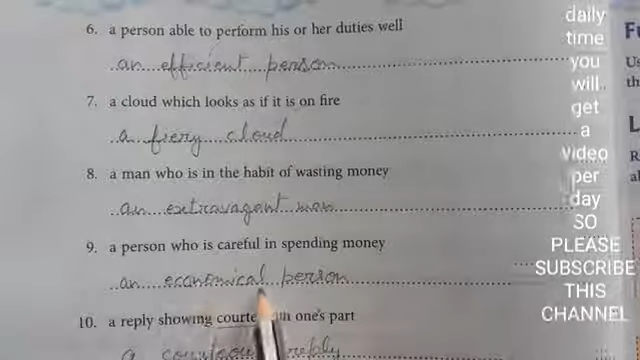 6. a person able to perform his or her duties well
an efficient person
7. a cloud which looks as if it is on fire
a fiery cloud
8. a man who is in the habit of wasting money
an extravagant man
9. a person who is careful in spending money
an economical person
10. a reply showing courte n one's part
a reply
daily
time
you
will
get
a
video
per
day
SO
PLEASE
SUBSCRIBE
THIS
CHANNEL